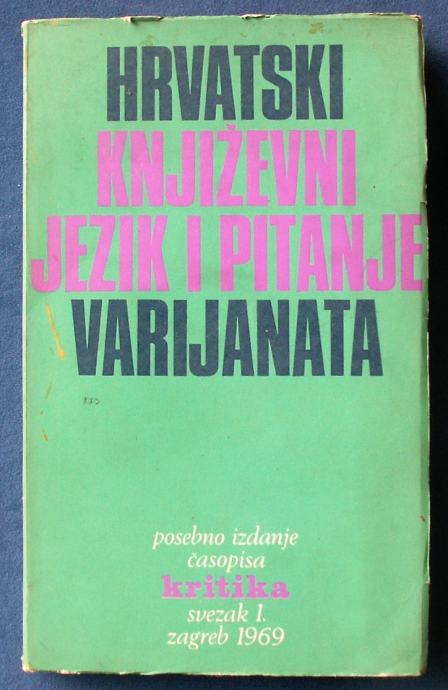 HRVATSKI
KNJIŽEVNI
JEZIK I PITANJE
VARIJANATA
posebno izdanje
časopisa
kritika
svezak 1.
zagreb 1969